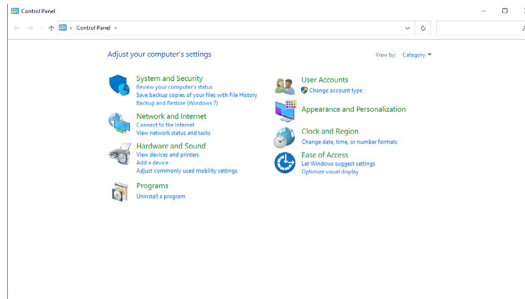 Control Panel
Control Panel
Adjust your computer's settings
View by: Category
System and Security
Review your computer's status
Save backup copies of your files with File History
Backup and Restore (Windows 7)
Network and Internet
Connect to the Internet
View network status and tasks
Hardware and Sound
View devices and printers
Add a device
Adjust commonly used mobility settings
Programs
Uninstall a program
User Accounts
Change account type
Appearance and Personalization
Clock and Region
Change date, time, or number formats
Ease of Access
Let Windows suggest settings
Optimize visual display